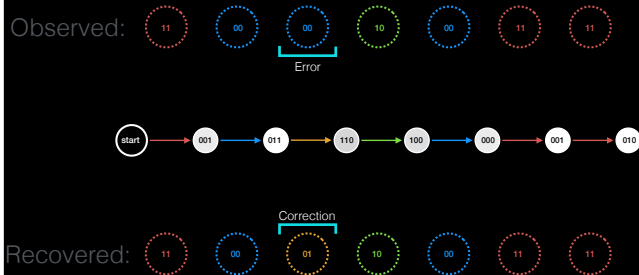 Observed: 11 00 00 10 00 11 11
Error
start 001 011 110 100 000 001 010
Correction
Recovered: 11 00 01 10 00 11 11